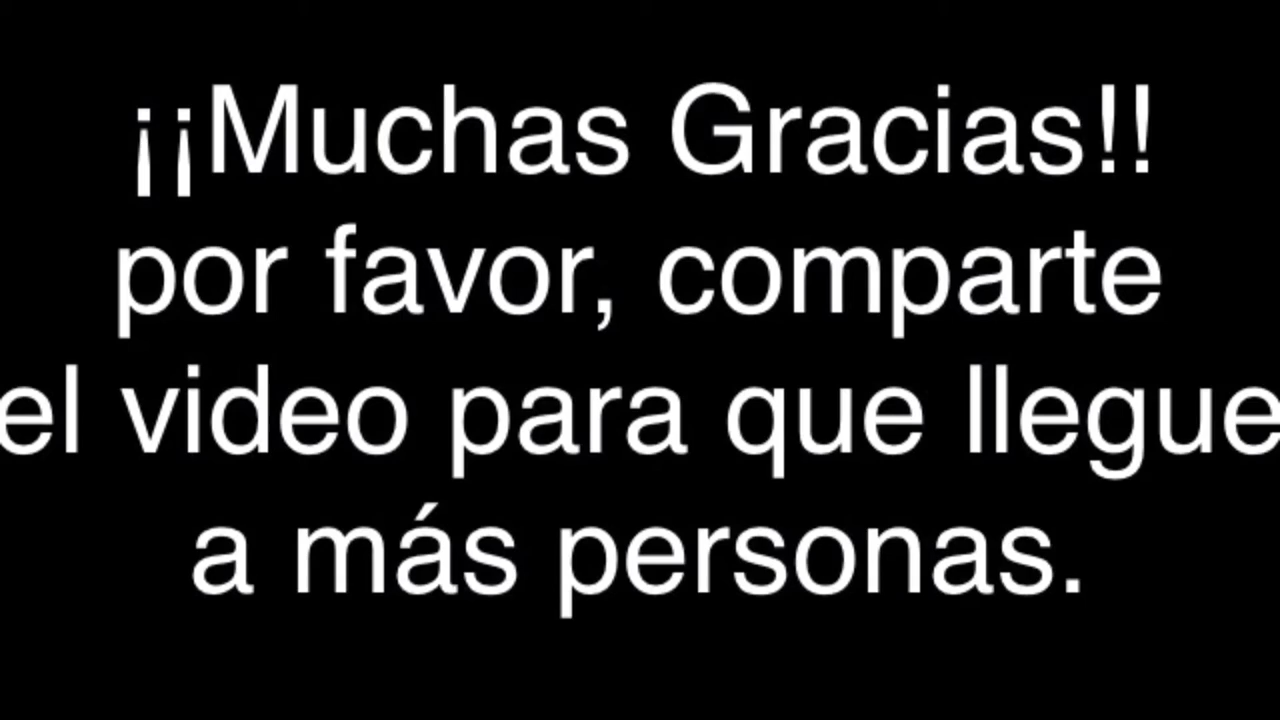 ¡¡Muchas Gracias!!
por favor, comparte
el video para que llegue
a más personas.